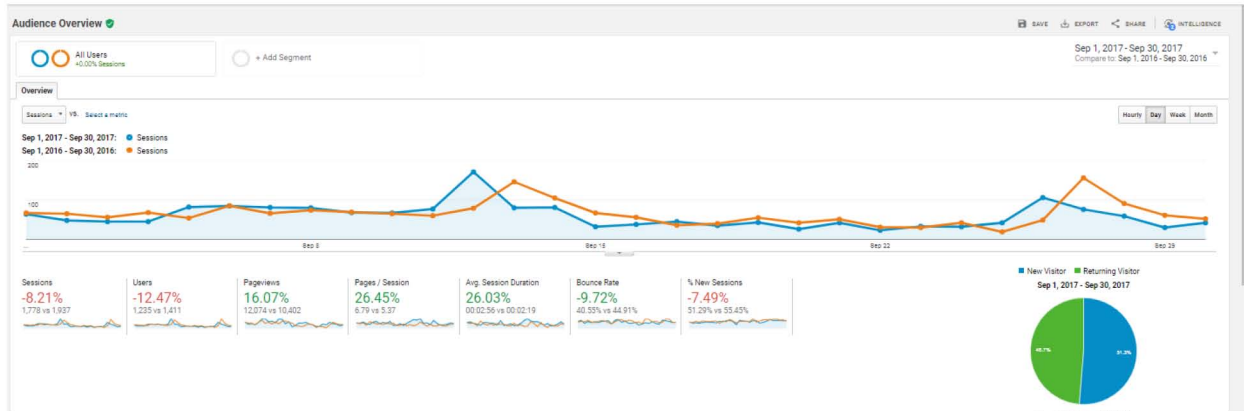 Audience Overview
SAVE EXPORT SHARE INTELLIGENCE
All Users
+0.00% Sessions
+ Add Segment
Sep 1, 2017 - Sep 30, 2017
Compare to: Sep 1, 2016 - Sep 30, 2016
Overview
Sessions VS. Select a metric
Hourly Day Week Month
Sep 1, 2017 - Sep 30, 2017: Sessions
Sep 1, 2016 - Sep 30, 2016: Sessions
200
100
... Sep 8 Sep 15 Sep 22 Sep 29
New Visitor Returning Visitor
Sep 1, 2017 - Sep 30, 2017
Sessions Users Pageviews Pages / Session Avg. Session Duration Bounce Rate % New Sessions
-8.21% -12.47% 16.07% 26.45% 26.03% -9.72% -7.49%
1,778 vs 1,937 1,235 vs 1,411 12,074 vs 10,402 6.79 vs 5.37 00:02:56 vs 00:02:19 40.55% vs 44.91% 51.29% vs 55.45%
48.7% 51.3%